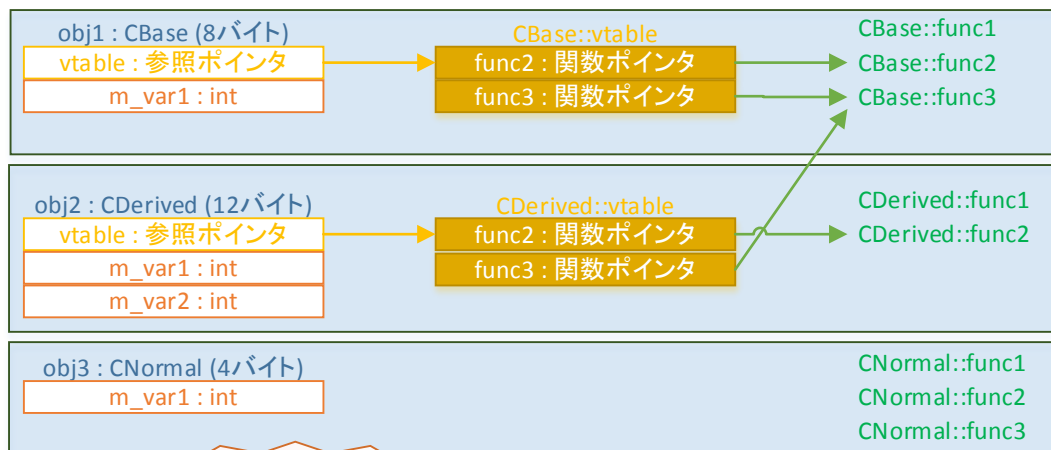 obj1 : CBase (8バイト)
vtable : 参照ポインタ
m_var1 : int
CBase::vtable
func2 : 関数ポインタ
func3 : 関数ポインタ
CBase::func1
CBase::func2
CBase::func3
obj2 : CDerived (12バイト)
vtable : 参照ポインタ
m_var1 : int
m_var2 : int
CDerived::vtable
func2 : 関数ポインタ
func3 : 関数ポインタ
CDerived::func1
CDerived::func2
obj3 : CNormal (4バイト)
m_var1 : int
CNormal::func1
CNormal::func2
CNormal::func3